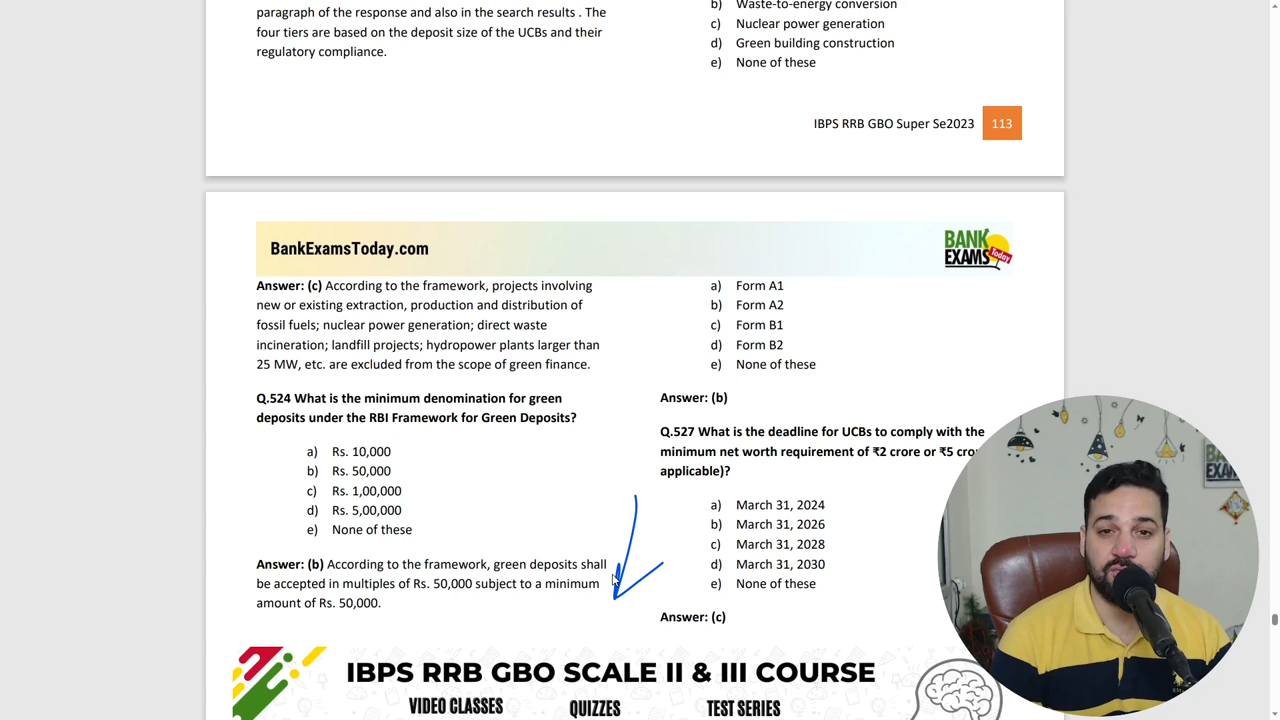 paragraph of the response and also in the search results . The
four tiers are based on the deposit size of the UCBs and their
regulatory compliance.
b) Waste-to-energy conversion
c) Nuclear power generation
d) Green building construction
e) None of these
IBPS RRB GBO Super Se2023 113
BankExamsToday.com
BANK
EXAMS Today
Answer: (c) According to the framework, projects involving
new or existing extraction, production and distribution of
fossil fuels; nuclear power generation; direct waste
incineration; landfill projects; hydropower plants larger than
25 MW, etc. are excluded from the scope of green finance.
Q.524 What is the minimum denomination for green
deposits under the RBI Framework for Green Deposits?
a) Rs. 10,000
b) Rs. 50,000
c) Rs. 1,00,000
d) Rs. 5,00,000
e) None of these
Answer: (b) According to the framework, green deposits shall
be accepted in multiples of Rs. 50,000 subject to a minimum
amount of Rs. 50,000.
a) Form A1
b) Form A2
c) Form B1
d) Form B2
e) None of these
Answer: (b)
Q.527 What is the deadline for UCBs to comply with the
minimum net worth requirement of ₹2 crore or ₹5 cro
applicable)?
a) March 31, 2024
b) March 31, 2026
c) March 31, 2028
d) March 31, 2030
e) None of these
Answer: (c)
IBPS RRB GBO SCALE II & III COURSE
VIDEO CLASSES QUIZZES TEST SERIES